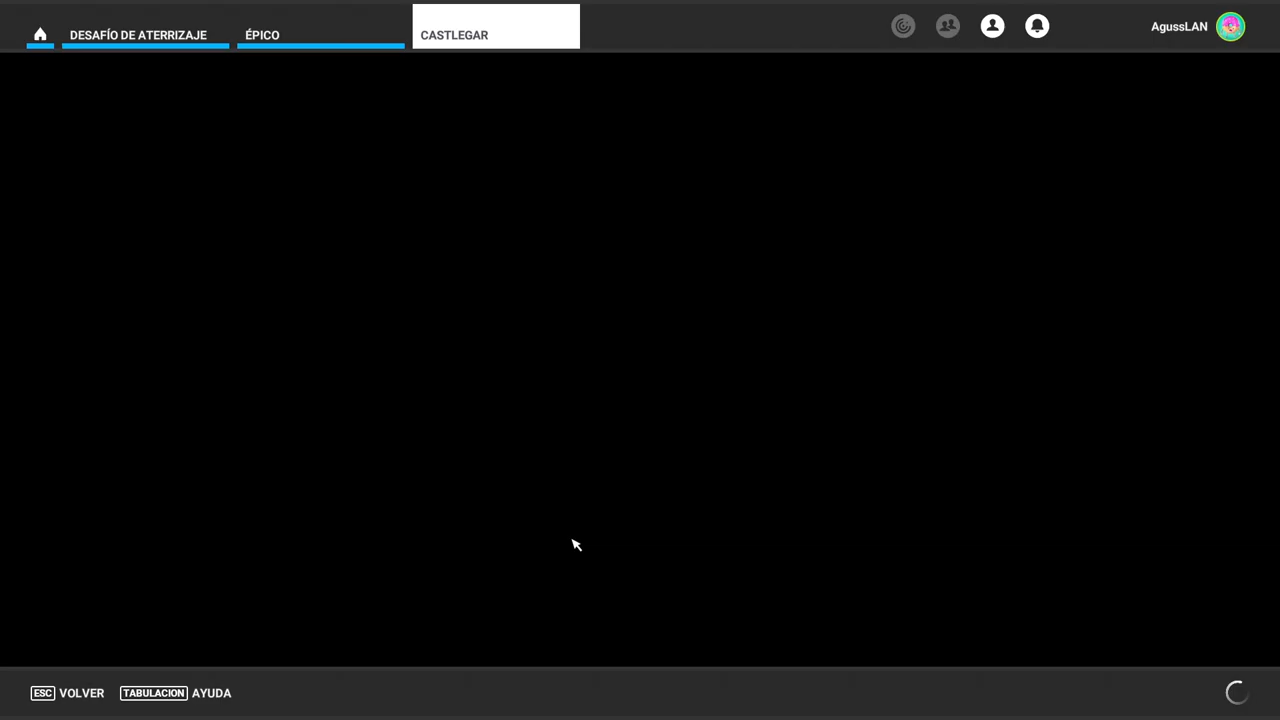 DESAFÍO DE ATERRIZAJE
ÉPICO
CASTLEGAR
AgussLAN
ESC VOLVER
TABULACION AYUDA